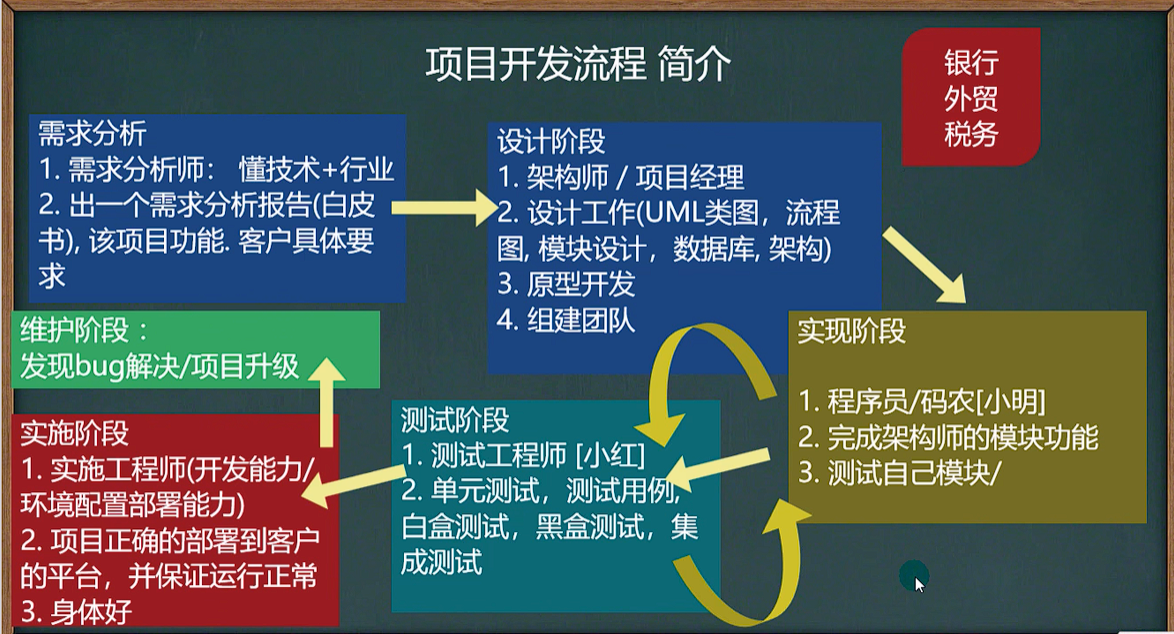 项目开发流程 简介
银行
外贸
税务
需求分析
1. 需求分析师： 懂技术+行业
2. 出一个需求分析报告(白皮
书), 该项目功能. 客户具体要
求
设计阶段
1. 架构师 / 项目经理
2. 设计工作(UML类图，流程
图, 模块设计，数据库, 架构)
3. 原型开发
4. 组建团队
实现阶段
1. 程序员/码农[小明]
2. 完成架构师的模块功能
3. 测试自己模块/
测试阶段
1. 测试工程师 [小红]
2. 单元测试，测试用例,
白盒测试，黑盒测试，集
成测试
实施阶段
1. 实施工程师(开发能力/
环境配置部署能力)
2. 项目正确的部署到客户
的平台，并保证运行正常
3. 身体好
维护阶段：
发现bug解决/项目升级